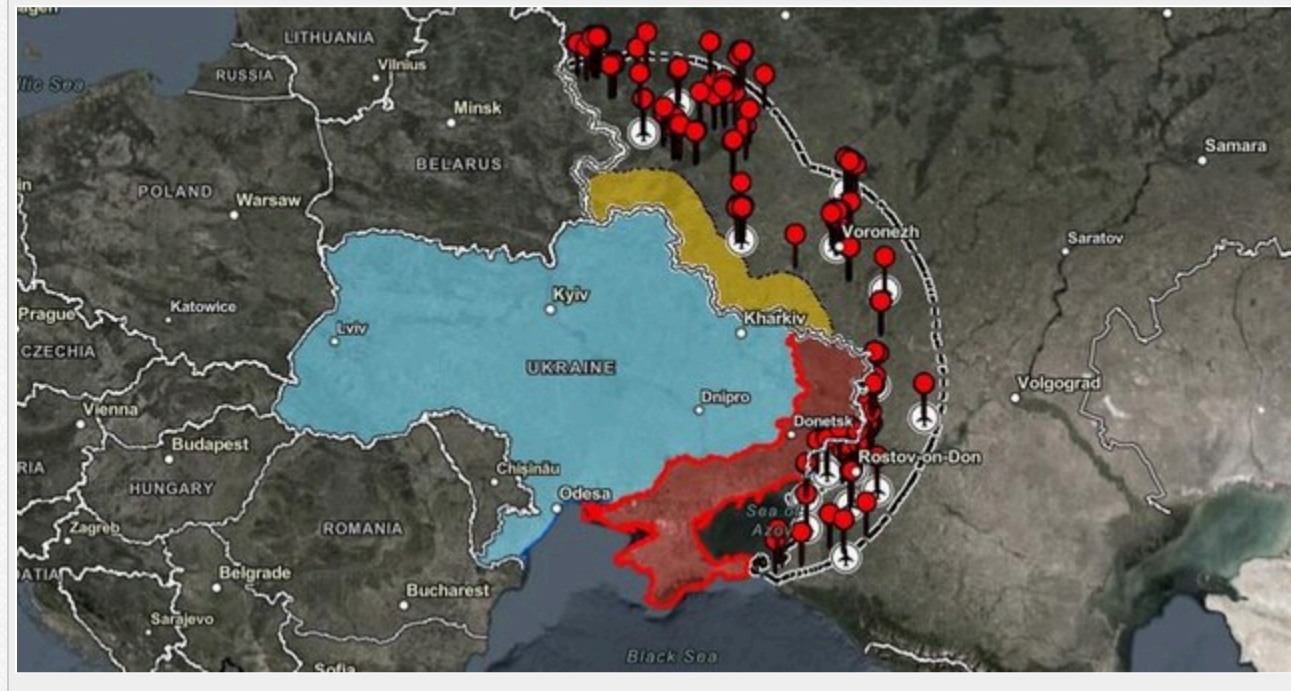 LITHUANIA
RUSSIA
Vilnius
Minsk
BELARUS
POLAND
Warsaw
Samara
Voronezh
Saratov
Katowice
Prague
Kyiv
Lviv
Kharkiv
CZECHIA
UKRAINE
Dnipro
Volgograd
Vienna
Budapest
Donetsk
Rostov-on-Don
Chișinău
HUNGARY
Odesa
Sea of
Azov
Zagreb
ROMANIA
Belgrade
Bucharest
Sarajevo
Sofia
Black Sea